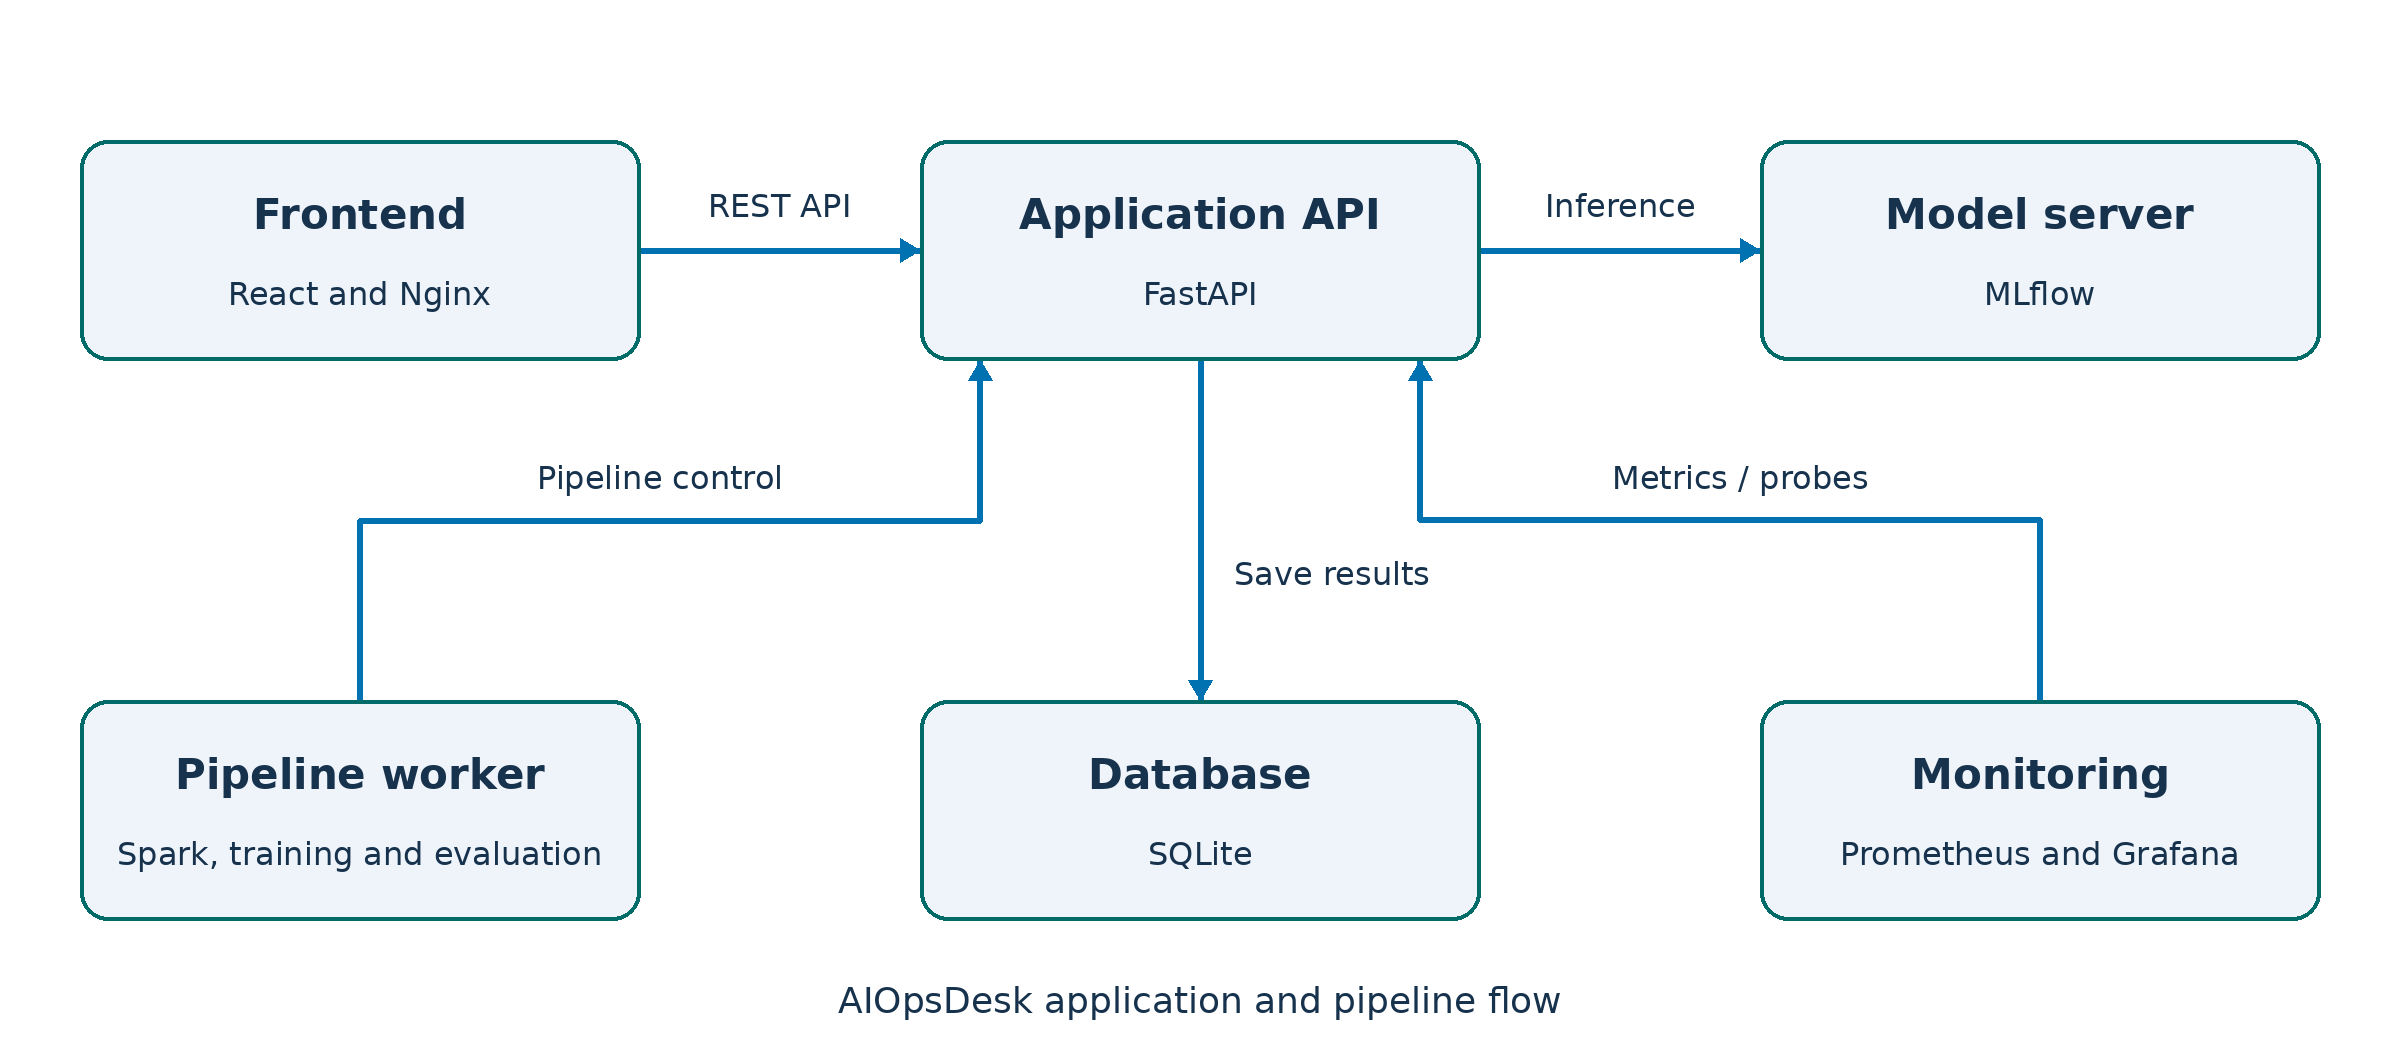 Frontend
React and Nginx
REST API
Application API
FastAPI
Inference
Model server
MLflow
Pipeline control
Metrics / probes
Save results
Pipeline worker
Spark, training and evaluation
Database
SQLite
Monitoring
Prometheus and Grafana
AIOpsDesk application and pipeline flow